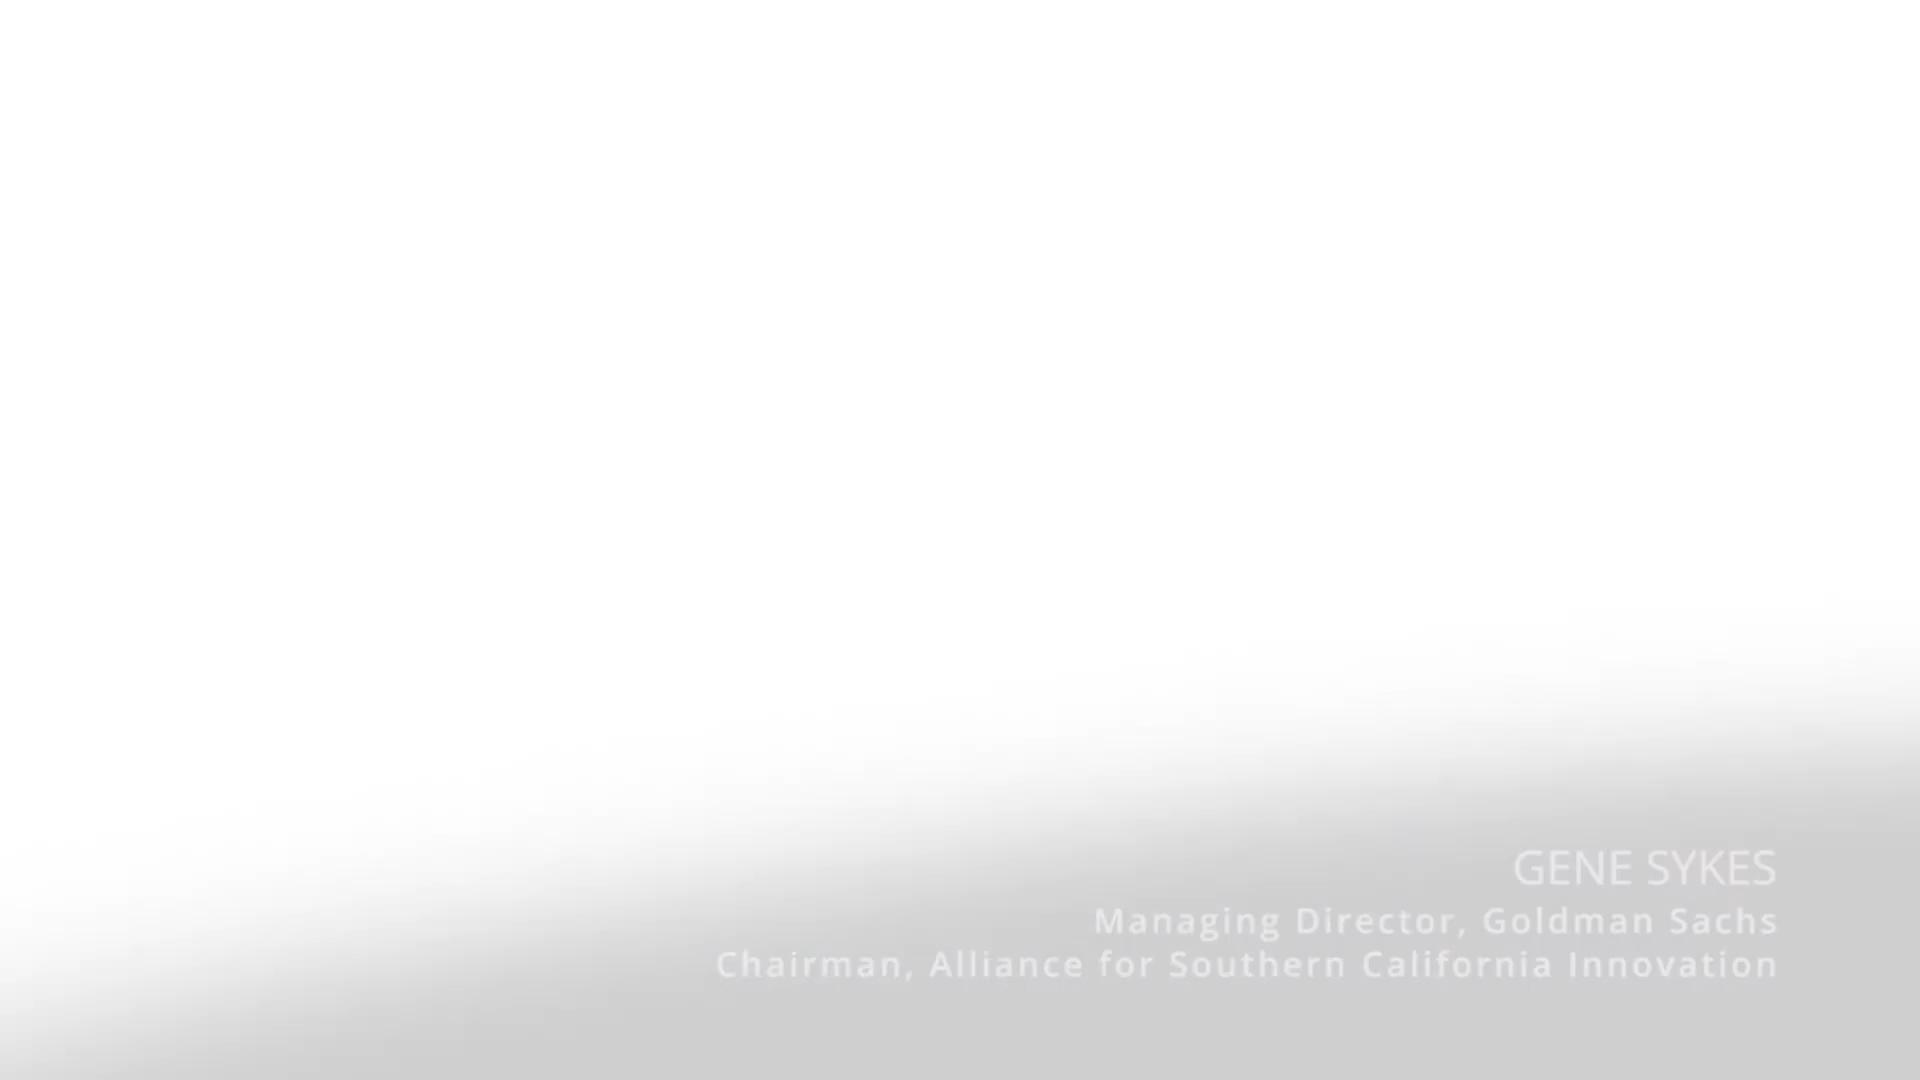 GENE SYKES
Managing Director, Goldman Sachs
Chairman, Alliance for Southern California Innovation